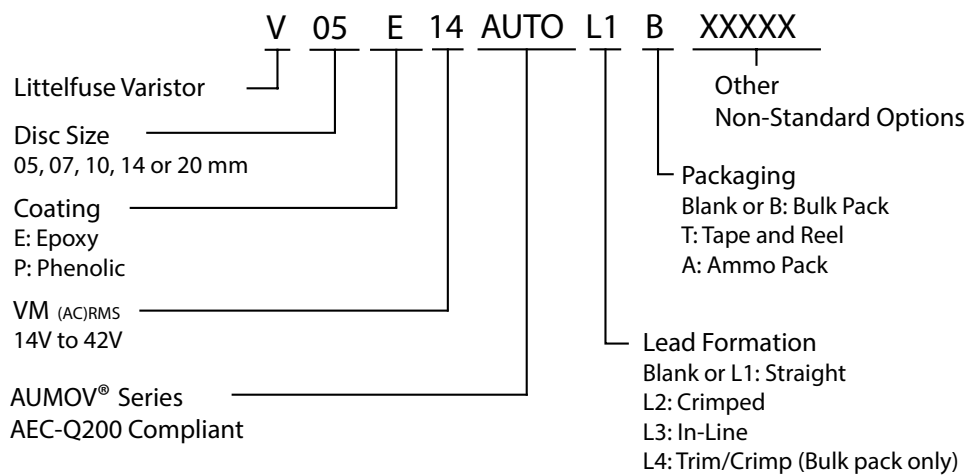 V 05 E 14 AUTO L1 B XXXXX
Littelfuse Varistor
Disc Size
05, 07, 10, 14 or 20 mm
Coating
E: Epoxy
P: Phenolic
VM (AC)RMS
14V to 42V
AUMOV® Series
AEC-Q200 Compliant
Other
Non-Standard Options
Packaging
Blank or B: Bulk Pack
T: Tape and Reel
A: Ammo Pack
Lead Formation
Blank or L1: Straight
L2: Crimped
L3: In-Line
L4: Trim/Crimp (Bulk pack only)